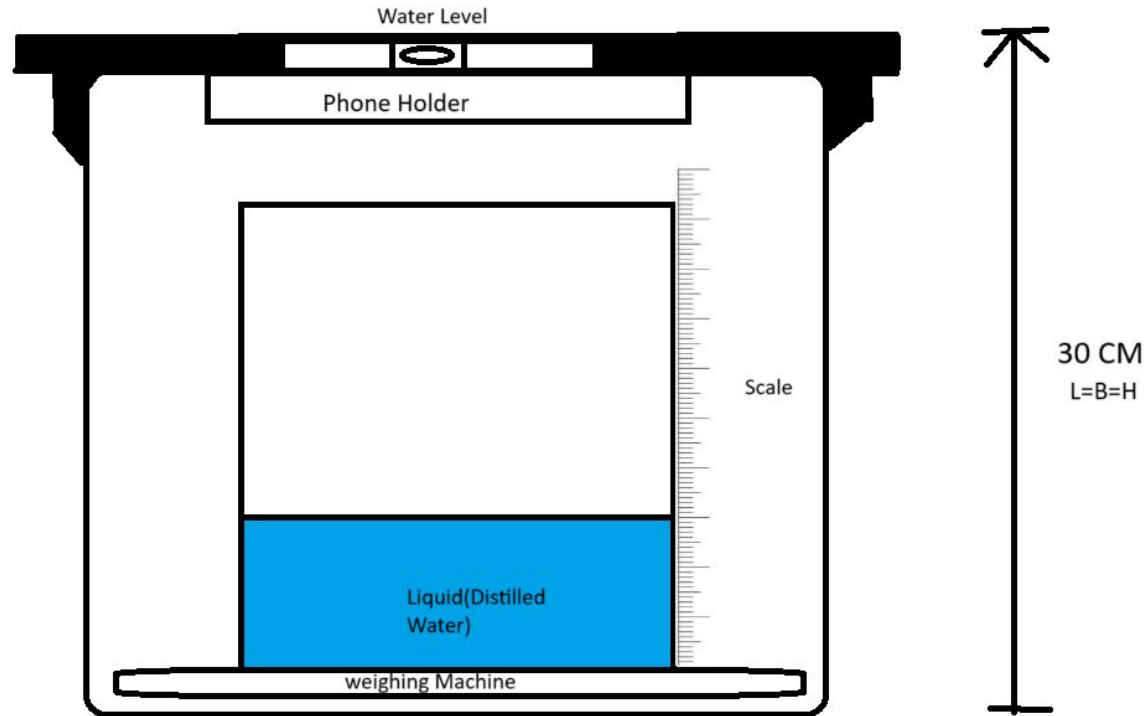 Water Level
Phone Holder
Scale
30 CM
L=B=H
Liquid(Distilled
Water)
weighing Machine